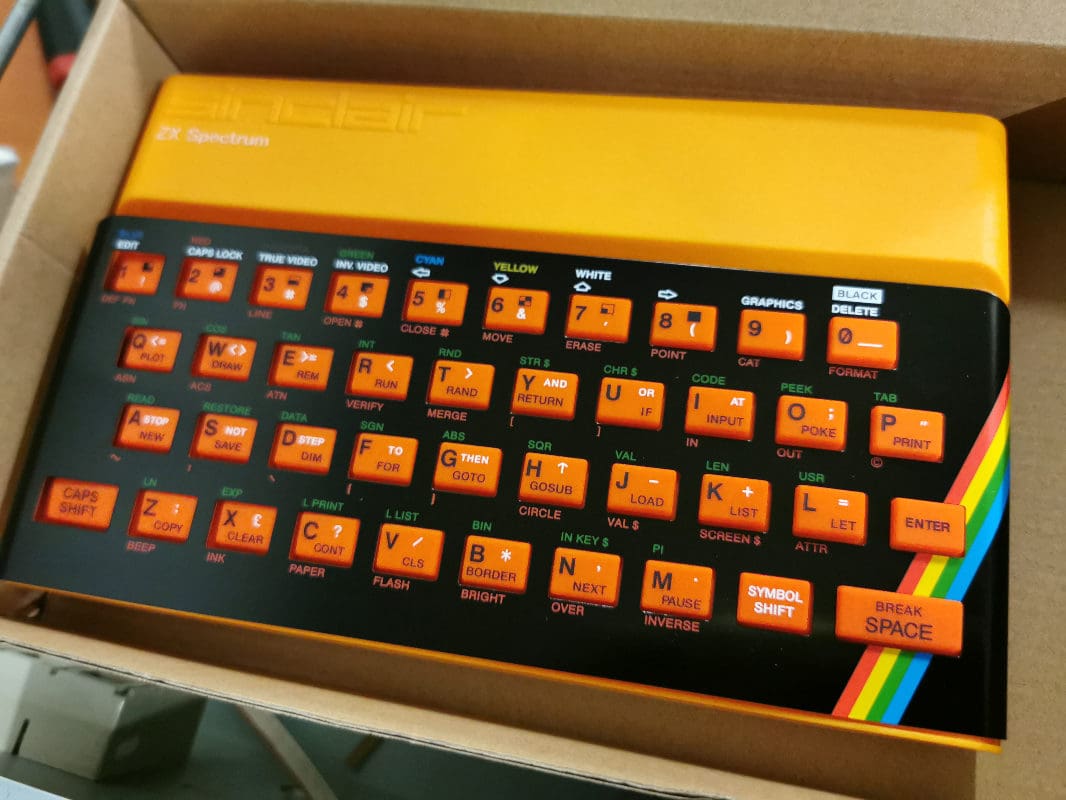 sinclair
ZX Spectrum
BLUE RED GREEN CYAN YELLOW WHITE BLACK
EDIT CAPS LOCK TRUE VIDEO INV. VIDEO ⇦ ⇩ ⇧ ⇨ GRAPHICS DELETE
1 ! 2 @ 3 # 4 $ 5 % 6 & 7 ' 8 ( 9 ) 0 _
DEF FN FN LINE OPEN # CLOSE # MOVE ERASE POINT CAT FORMAT
SIN COS TAN INT RND STR $ CHR $ CODE PEEK TAB
Q <= PLOT W <> DRAW E >= REM R < RUN T > RAND Y AND RETURN U OR IF I AT INPUT O ; POKE P " PRINT
ASN ACS ATN VERIFY MERGE [ ] IN OUT ©
READ RESTORE DATA SGN ABS SQR VAL LEN USR
A STOP NEW S NOT SAVE D STEP DIM F TO FOR G THEN GOTO H ↑ GOSUB J - LOAD K + LIST L = LET ENTER
~ | \ { } CIRCLE VAL $ SCREEN $ ATTR
LN EXP L PRINT L LIST BIN IN KEY $ PI
CAPS SHIFT Z : COPY X £ CLEAR C ? CONT V / CLS B * BORDER N , NEXT M . PAUSE SYMBOL SHIFT BREAK SPACE
BEEP INK PAPER FLASH BRIGHT OVER INVERSE